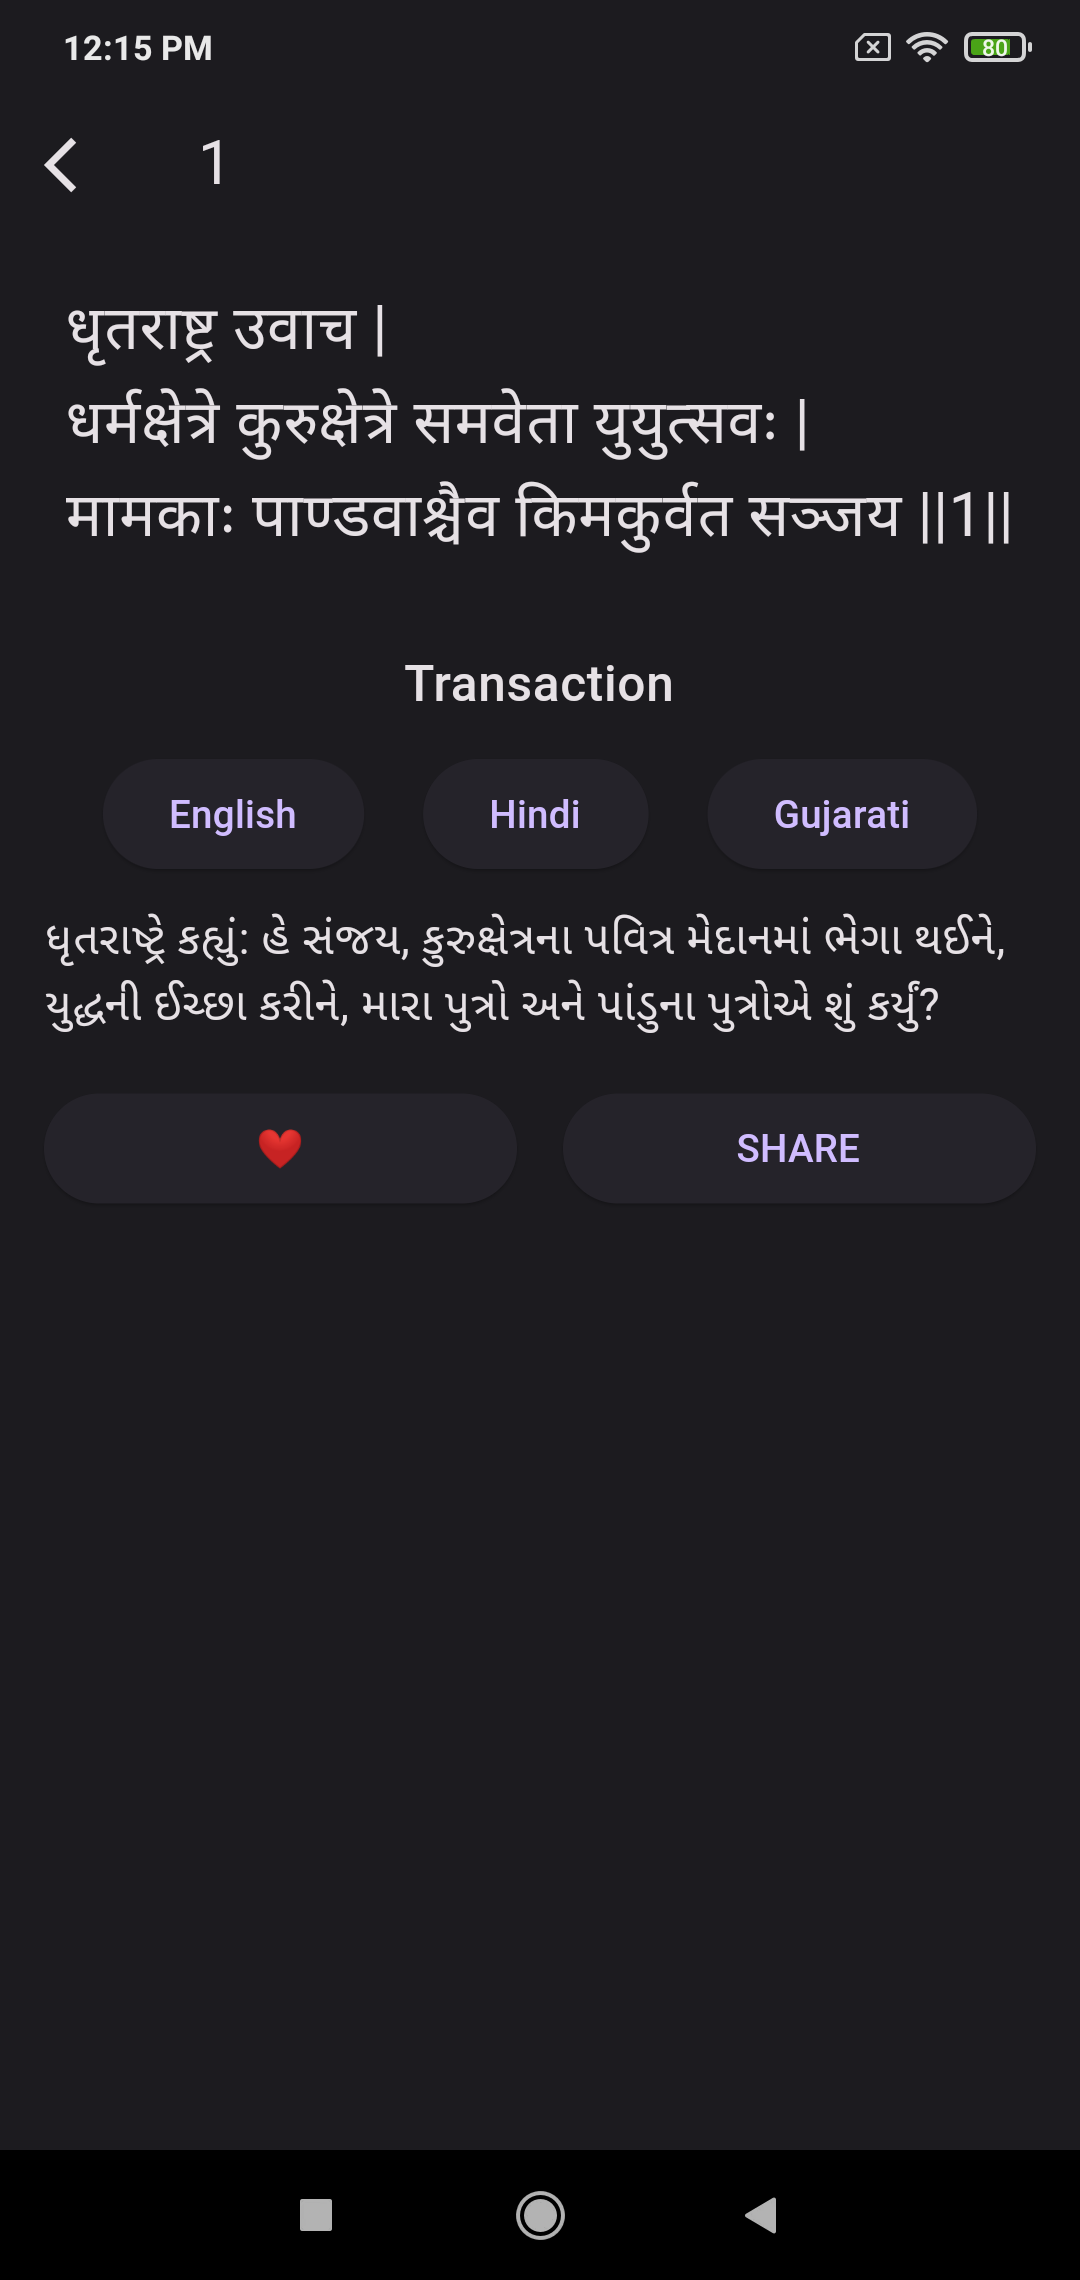 12:15 PM
80
1
धृतराष्ट्र उवाच |
धर्मक्षेत्रे कुरुक्षेत्रे समवेता युयुत्सवः |
मामकाः पाण्डवाश्चैव किमकुर्वत सञ्जय ||1||
Transaction
English Hindi Gujarati
ધૃતરાષ્ટ્રે કહ્યું: હે સંજય, કુરુક્ષેત્રના પવિત્ર મેદાનમાં ભેગા થઈને,
યુદ્ધની ઈચ્છા કરીને, મારા પુત્રો અને પાંડુના પુત્રોએ શું કર્યું?
❤️ SHARE